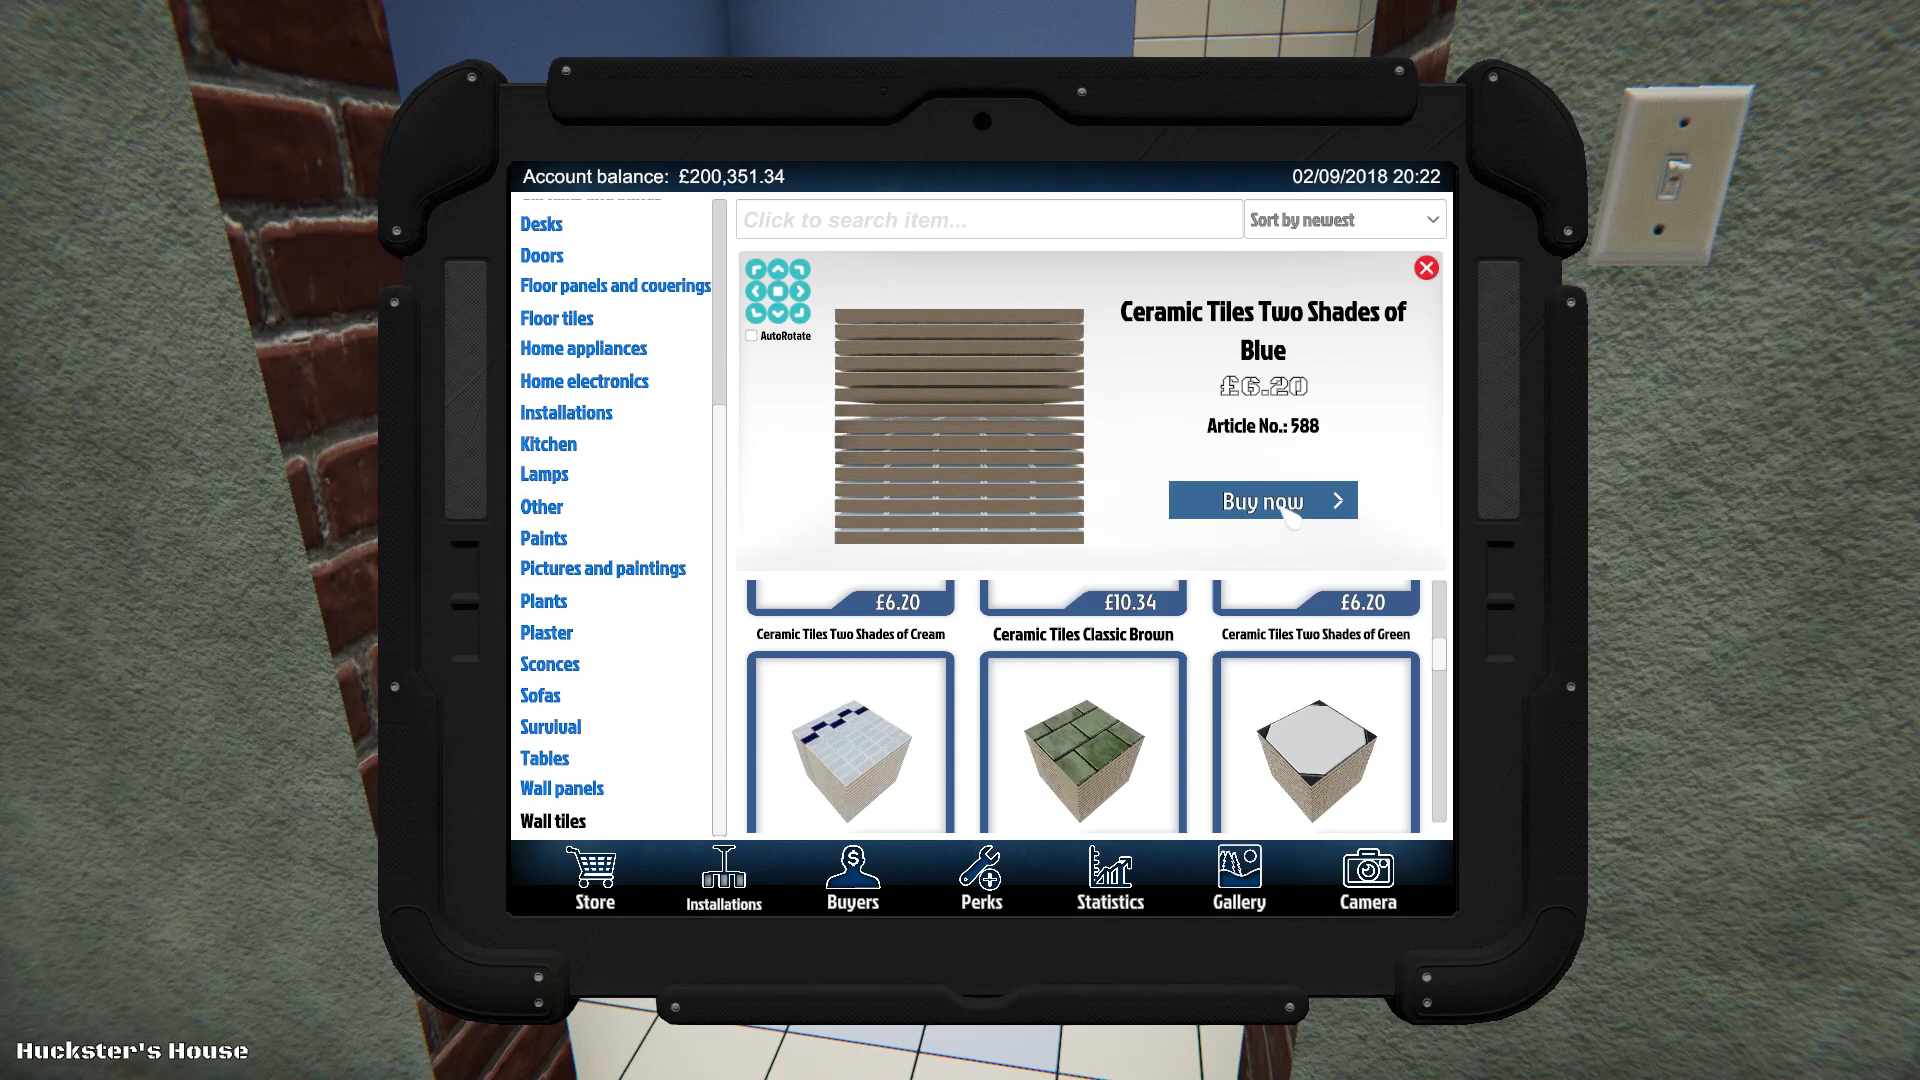 Account balance: £200,351.34
02/09/2018 20:22
Desks
Doors
Floor panels and coverings
Floor tiles
Home appliances
Home electronics
Installations
Kitchen
Lamps
Other
Paints
Pictures and paintings
Plants
Plaster
Sconces
Sofas
Survival
Tables
Wall panels
Wall tiles
Click to search item...
Sort by newest
AutoRotate
Ceramic Tiles Two Shades of
Blue
£6.20
Article No.: 588
Buy now
£6.20
£10.34
£6.20
Ceramic Tiles Two Shades of Cream
Ceramic Tiles Classic Brown
Ceramic Tiles Two Shades of Green
Store
Installations
Buyers
Perks
Statistics
Gallery
Camera
Huckster's House